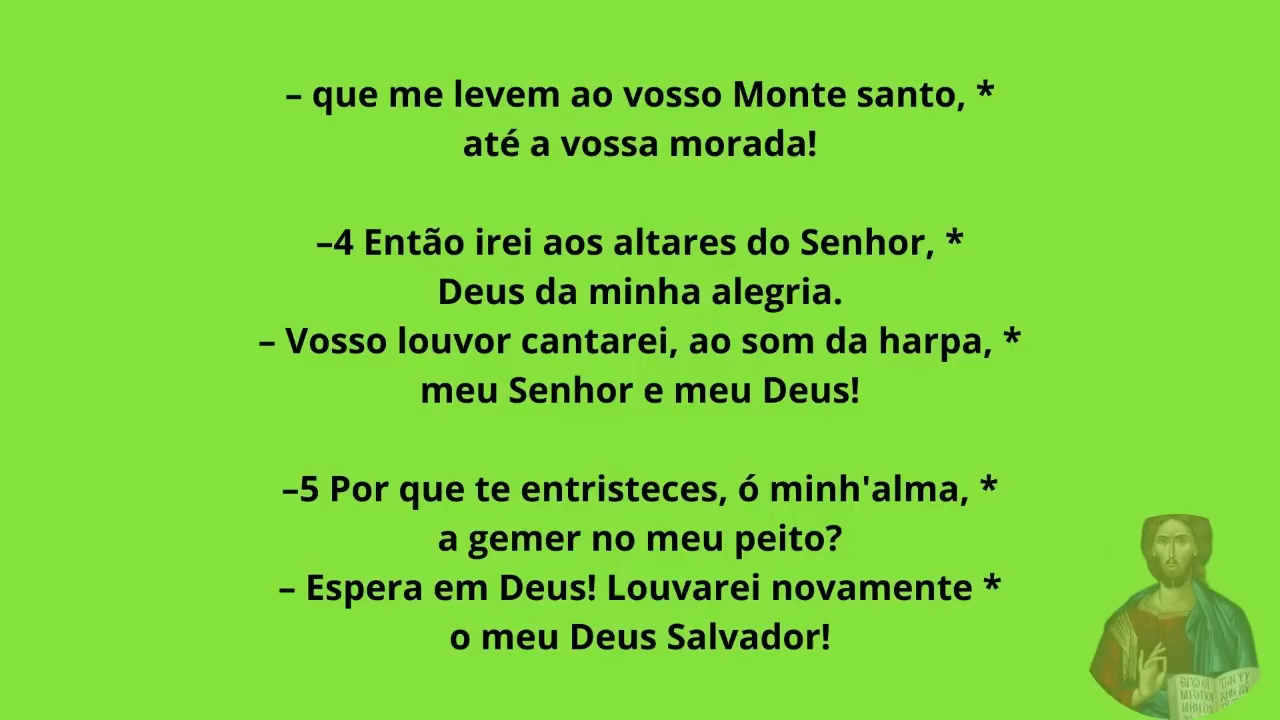 – que me levem ao vosso Monte santo, *
até a vossa morada!
–4 Então irei aos altares do Senhor, *
Deus da minha alegria.
– Vosso louvor cantarei, ao som da harpa, *
meu Senhor e meu Deus!
–5 Por que te entristeces, ó minh'alma, *
a gemer no meu peito?
– Espera em Deus! Louvarei novamente *
o meu Deus Salvador!